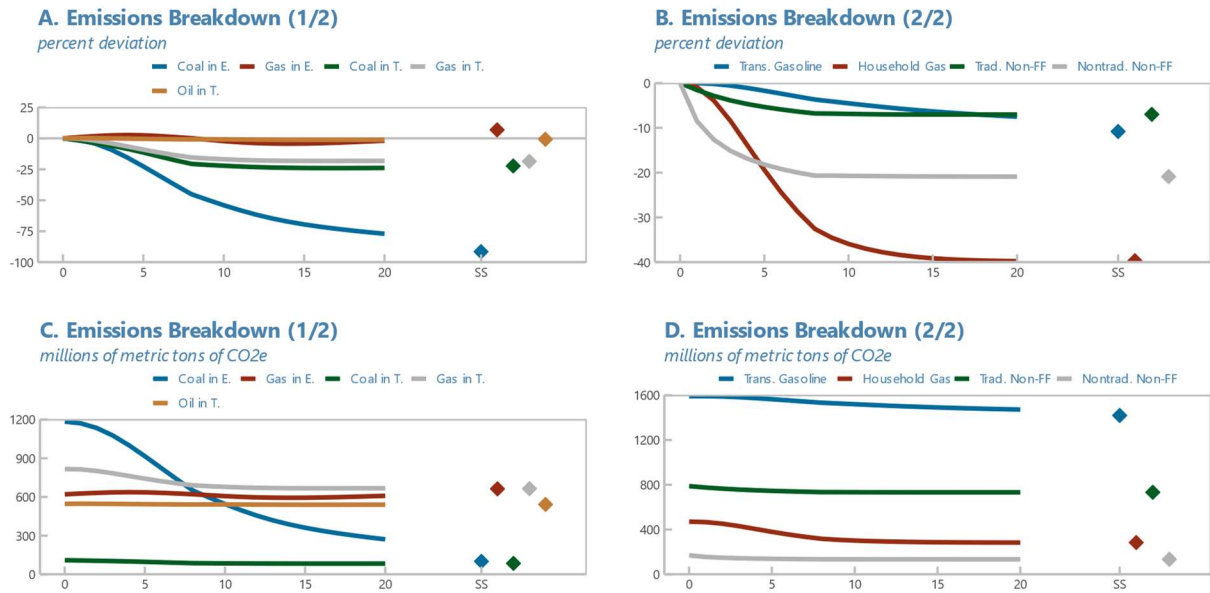 A. Emissions Breakdown (1/2)
percent deviation
Coal in E. Gas in E. Coal in T. Gas in T.
Oil in T.
25
0
-25
-50
-75
-100
0 5 10 15 20 SS
B. Emissions Breakdown (2/2)
percent deviation
Trans. Gasoline Household Gas Trad. Non-FF Nontrad. Non-FF
0
-10
-20
-30
-40
0 5 10 15 20 SS
C. Emissions Breakdown (1/2)
millions of metric tons of CO2e
Coal in E. Gas in E. Coal in T. Gas in T.
Oil in T.
1200
900
600
300
0
0 5 10 15 20 SS
D. Emissions Breakdown (2/2)
millions of metric tons of CO2e
Trans. Gasoline Household Gas Trad. Non-FF Nontrad. Non-FF
1600
1200
800
400
0
0 5 10 15 20 SS